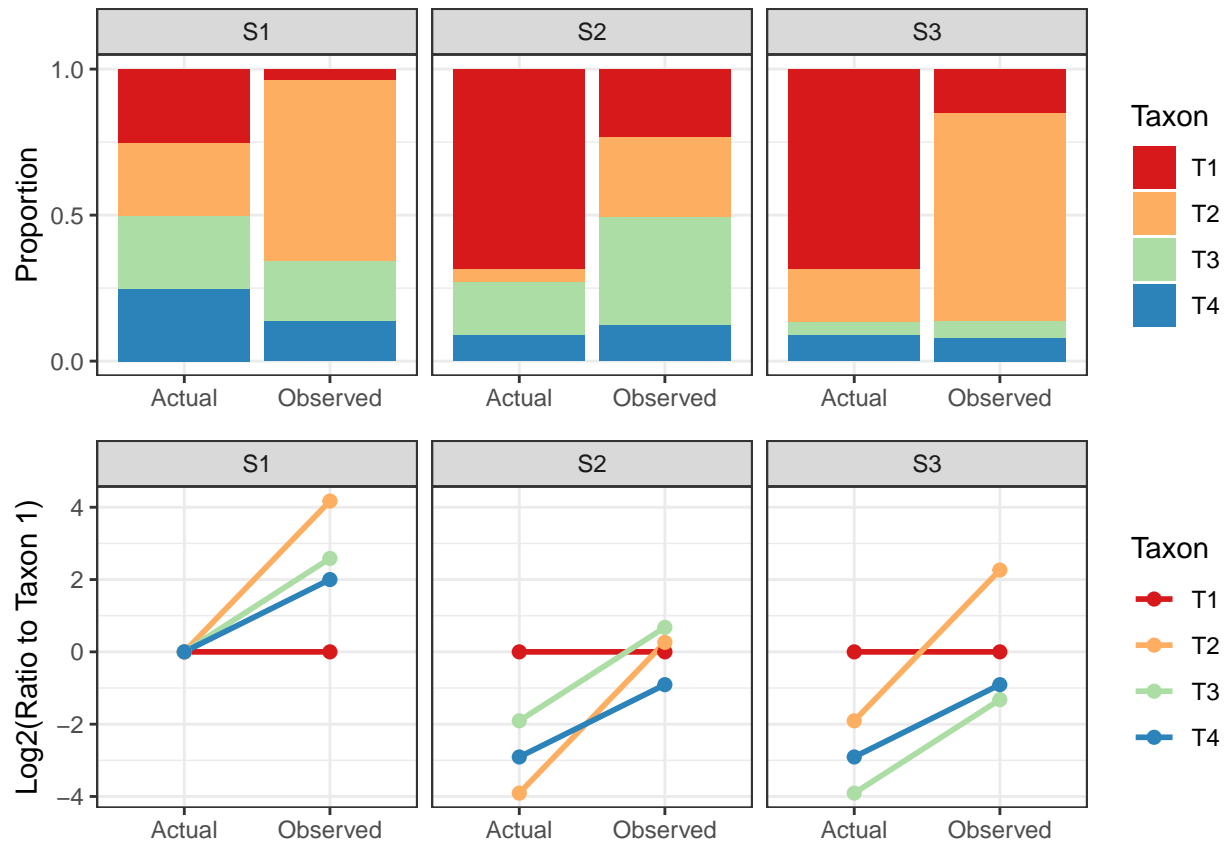 S1 S2 S3
1.0
0.5
0.0
Proportion
Actual Observed Actual Observed Actual Observed
Taxon
T1
T2
T3
T4
S1 S2 S3
4
2
0
−2
−4
Log2(Ratio to Taxon 1)
Actual Observed Actual Observed Actual Observed
Taxon
T1
T2
T3
T4